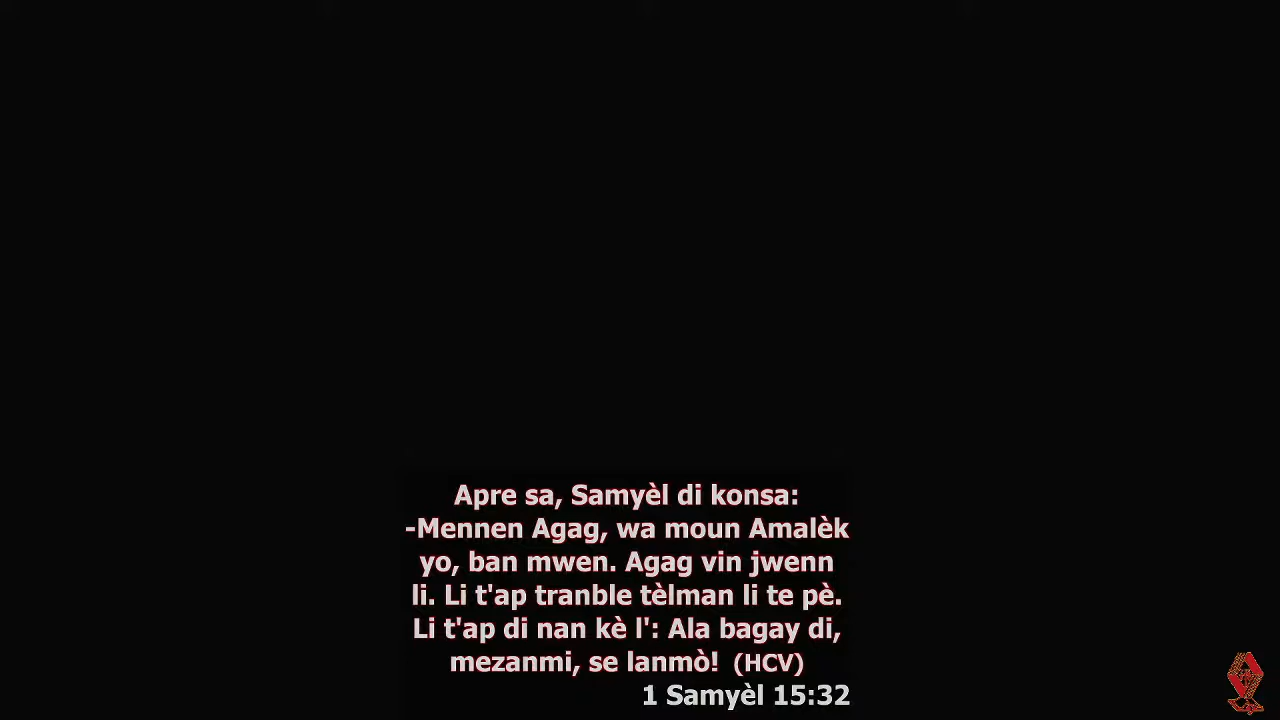 Apre sa, Samyèl di konsa:
-Mennen Agag, wa moun Amalèk
yo, ban mwen. Agag vin jwenn
li. Li t'ap tranble tèlman li te pè.
Li t'ap di nan kè l': Ala bagay di,
mezanmi, se lanmò! (HCV)
1 Samyèl 15:32